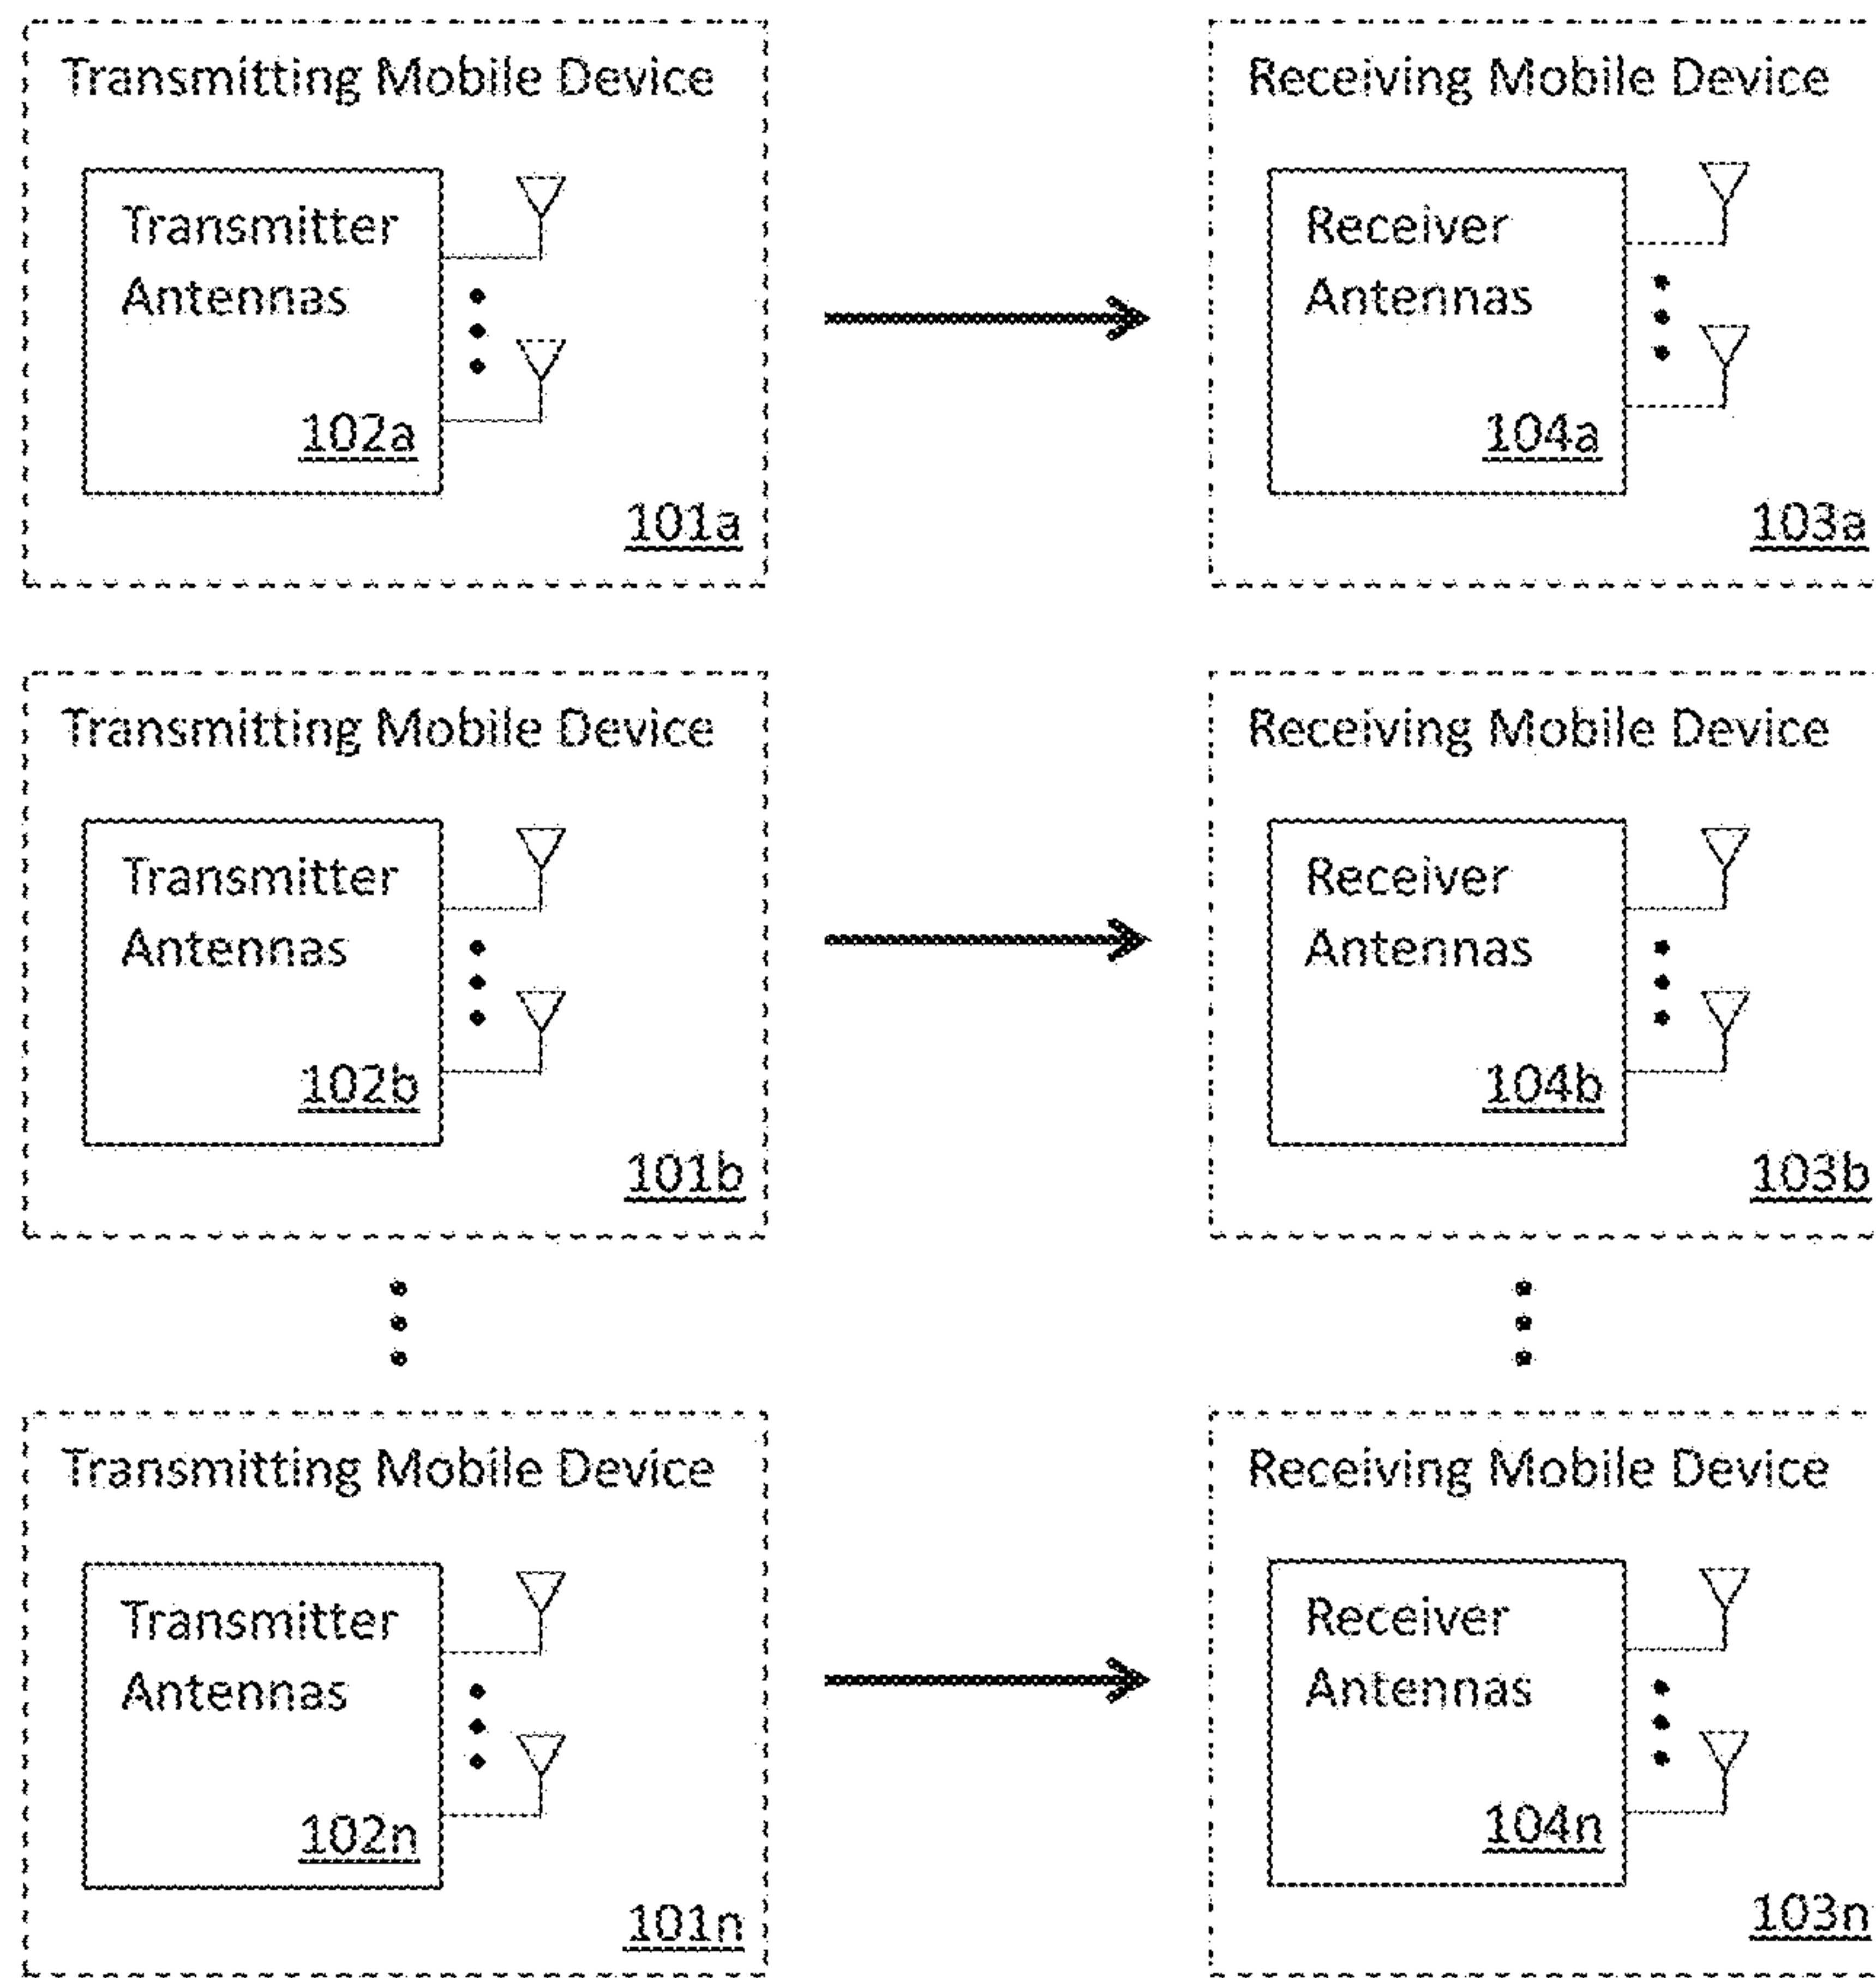 Transmitting Mobile Device
Transmitter
Antennas
102a
101a
Receiving Mobile Device
Receiver
Antennas
104a
103a
Transmitting Mobile Device
Transmitter
Antennas
102b
101b
Receiving Mobile Device
Receiver
Antennas
104b
103b
Transmitting Mobile Device
Transmitter
Antennas
102n
101n
Receiving Mobile Device
Receiver
Antennas
104n
103n